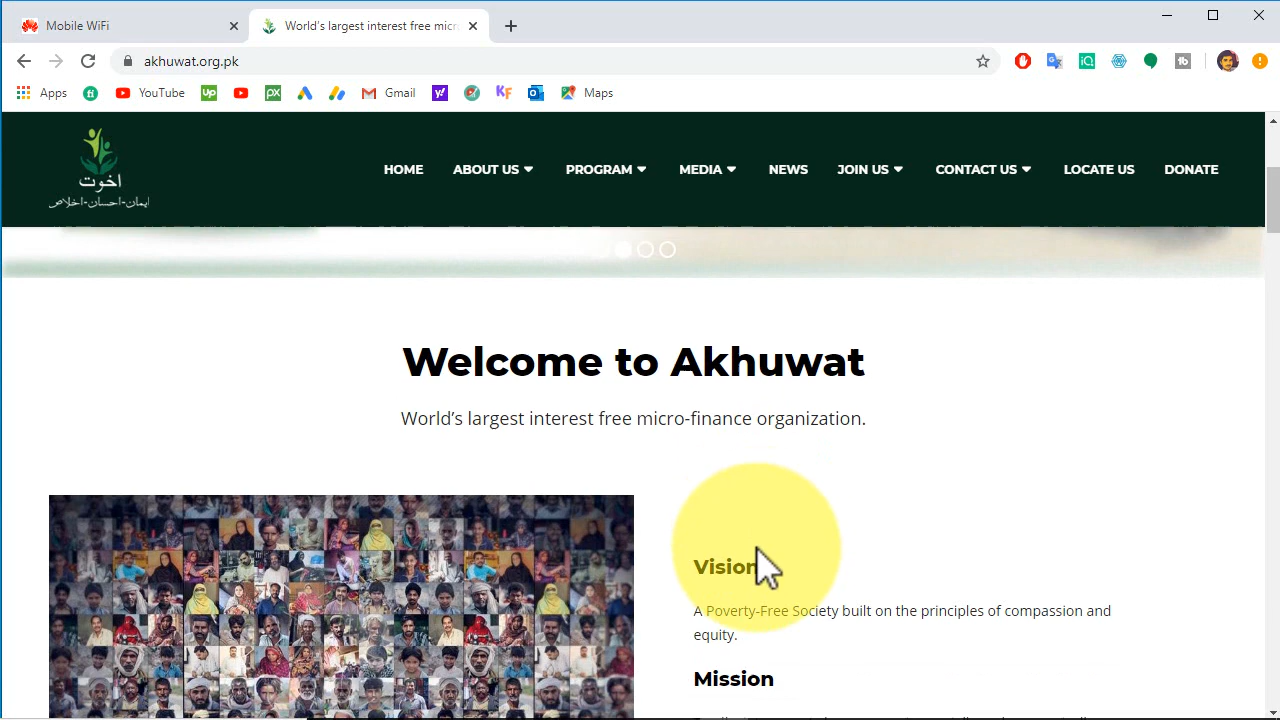 Mobile WiFi
World's largest interest free micr
akhuwat.org.pk
Apps
YouTube
Gmail
Maps
اخوت
ایمان-احسان-اخلاص
HOME ABOUT US PROGRAM MEDIA NEWS JOIN US CONTACT US LOCATE US DONATE
Welcome to Akhuwat
World’s largest interest free micro-finance organization.
Vision
A Poverty-Free Society built on the principles of compassion and
equity.
Mission